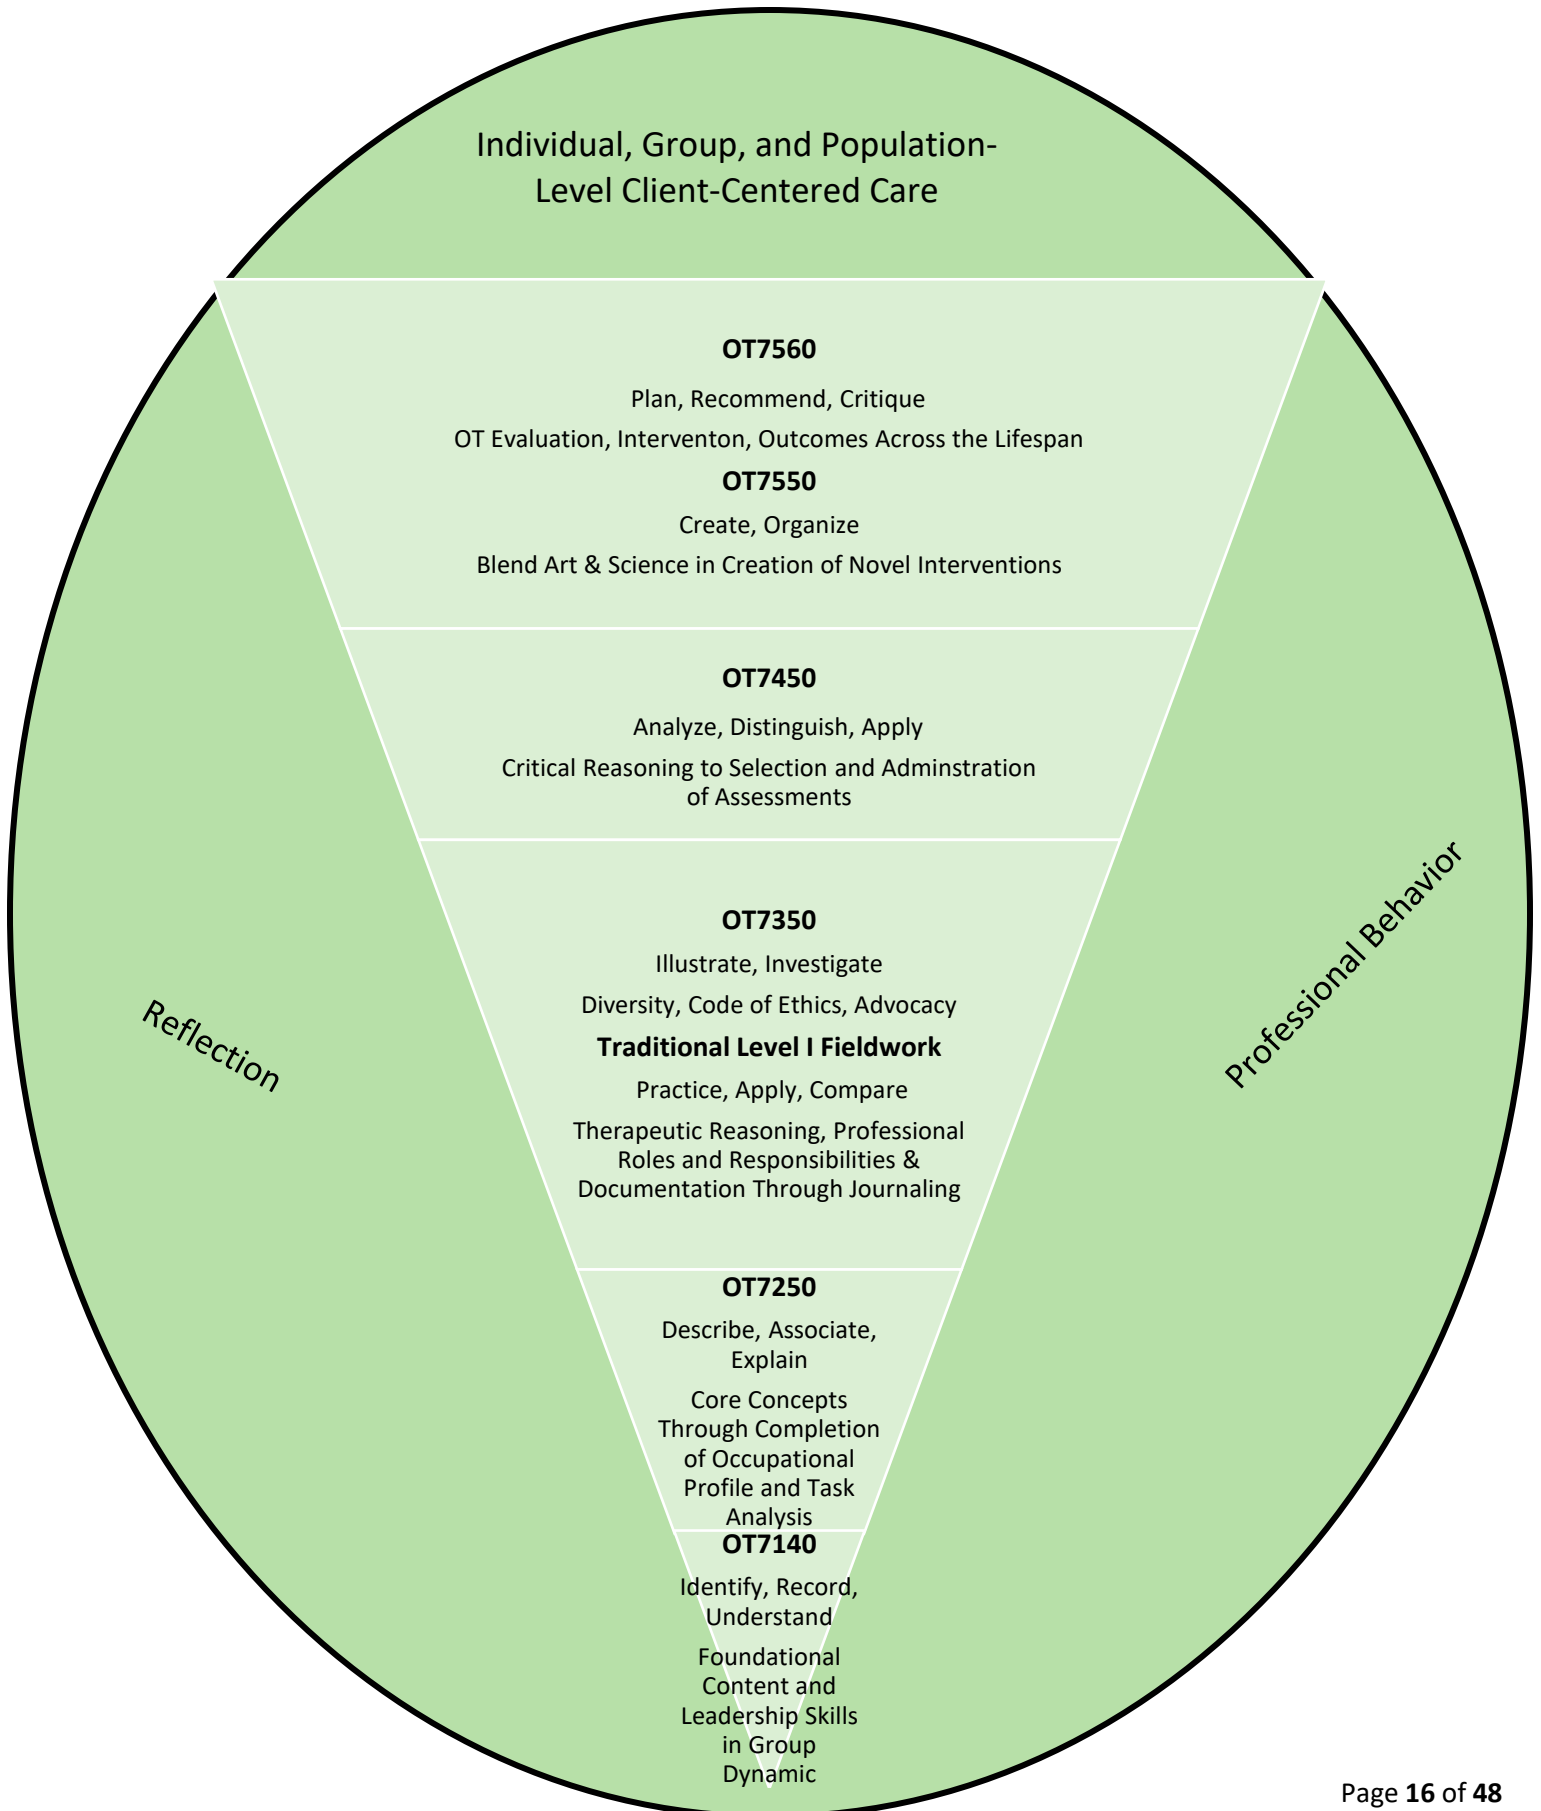 Individual, Group, and Population-
Level Client-Centered Care
OT7560
Plan, Recommend, Critique
OT Evaluation, Interventon, Outcomes Across the Lifespan
OT7550
Create, Organize
Blend Art & Science in Creation of Novel Interventions
OT7450
Analyze, Distinguish, Apply
Critical Reasoning to Selection and Adminstration
of Assessments
OT7350
Illustrate, Investigate
Diversity, Code of Ethics, Advocacy
Traditional Level I Fieldwork
Practice, Apply, Compare
Therapeutic Reasoning, Professional
Roles and Responsibilities &
Documentation Through Journaling
Reflection
Professional Behavior
OT7250
Describe, Associate,
Explain
Core Concepts
Through Completion
of Occupational
Profile and Task
Analysis
OT7140
Identify, Record,
Understand
Foundational
Content and
Leadership Skills
in Group
Dynamic
Page 16 of 48